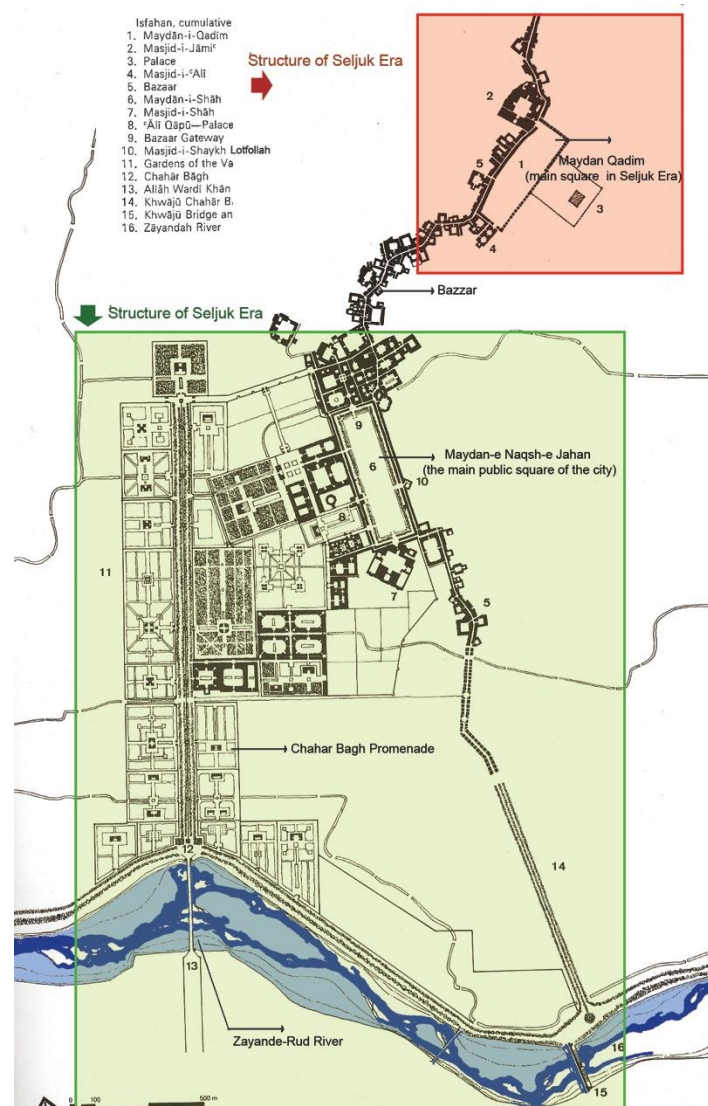 Isfahan, cumulative
1. Maydān-i-Qadīm
2. Masjid-i-Jāmiᶜ
3. Palace
4. Masjid-i-ᶜAlī
5. Bazaar
6. Maydān-i-Shāh
7. Masjid-i-Shāh
8. ᶜĀlī Qāpū—Palace
9. Bazaar Gateway
10. Masjid-i-Shaykh Lotfollah
11. Gardens of the Va
12. Chahār Bāgh
13. Allāh Wardī Khān
14. Khwājū Chahār B.
15. Khwājū Bridge an
16. Zāyandah River
Structure of Seljuk Era
2
1
Maydan Qadim
(main square in Seljuk Era)
5
3
4
Bazzar
Structure of Seljuk Era
9
6
Maydan-e Naqsh-e Jahan
(the main public square of the city)
10
8
11
7
5
Chahar Bagh Promenade
12
14
13
Zayande-Rud River
16
15
0 100 500 m